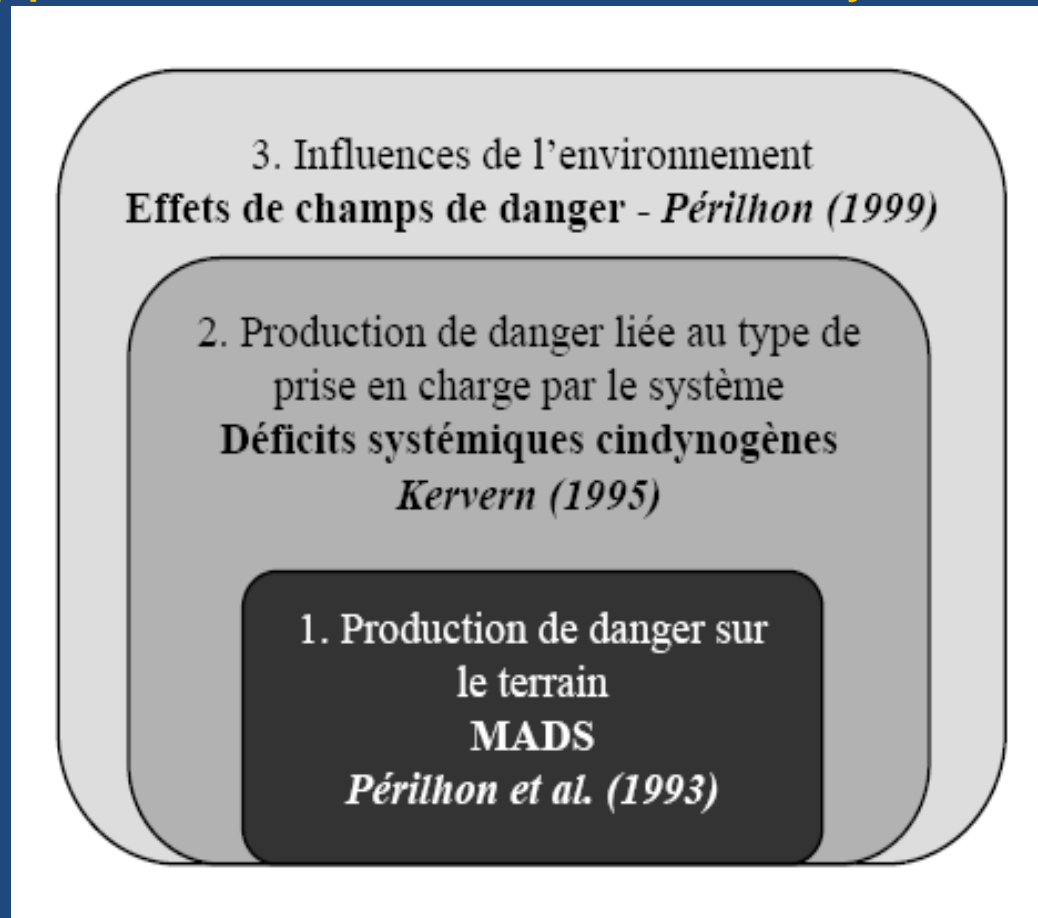 3. Influences de l’environnement
Effets de champs de danger - Périlhon (1999)
2. Production de danger liée au type de
prise en charge par le système
Déficits systémiques cindynogènes
Kervern (1995)
1. Production de danger sur
le terrain
MADS
Périlhon et al. (1993)